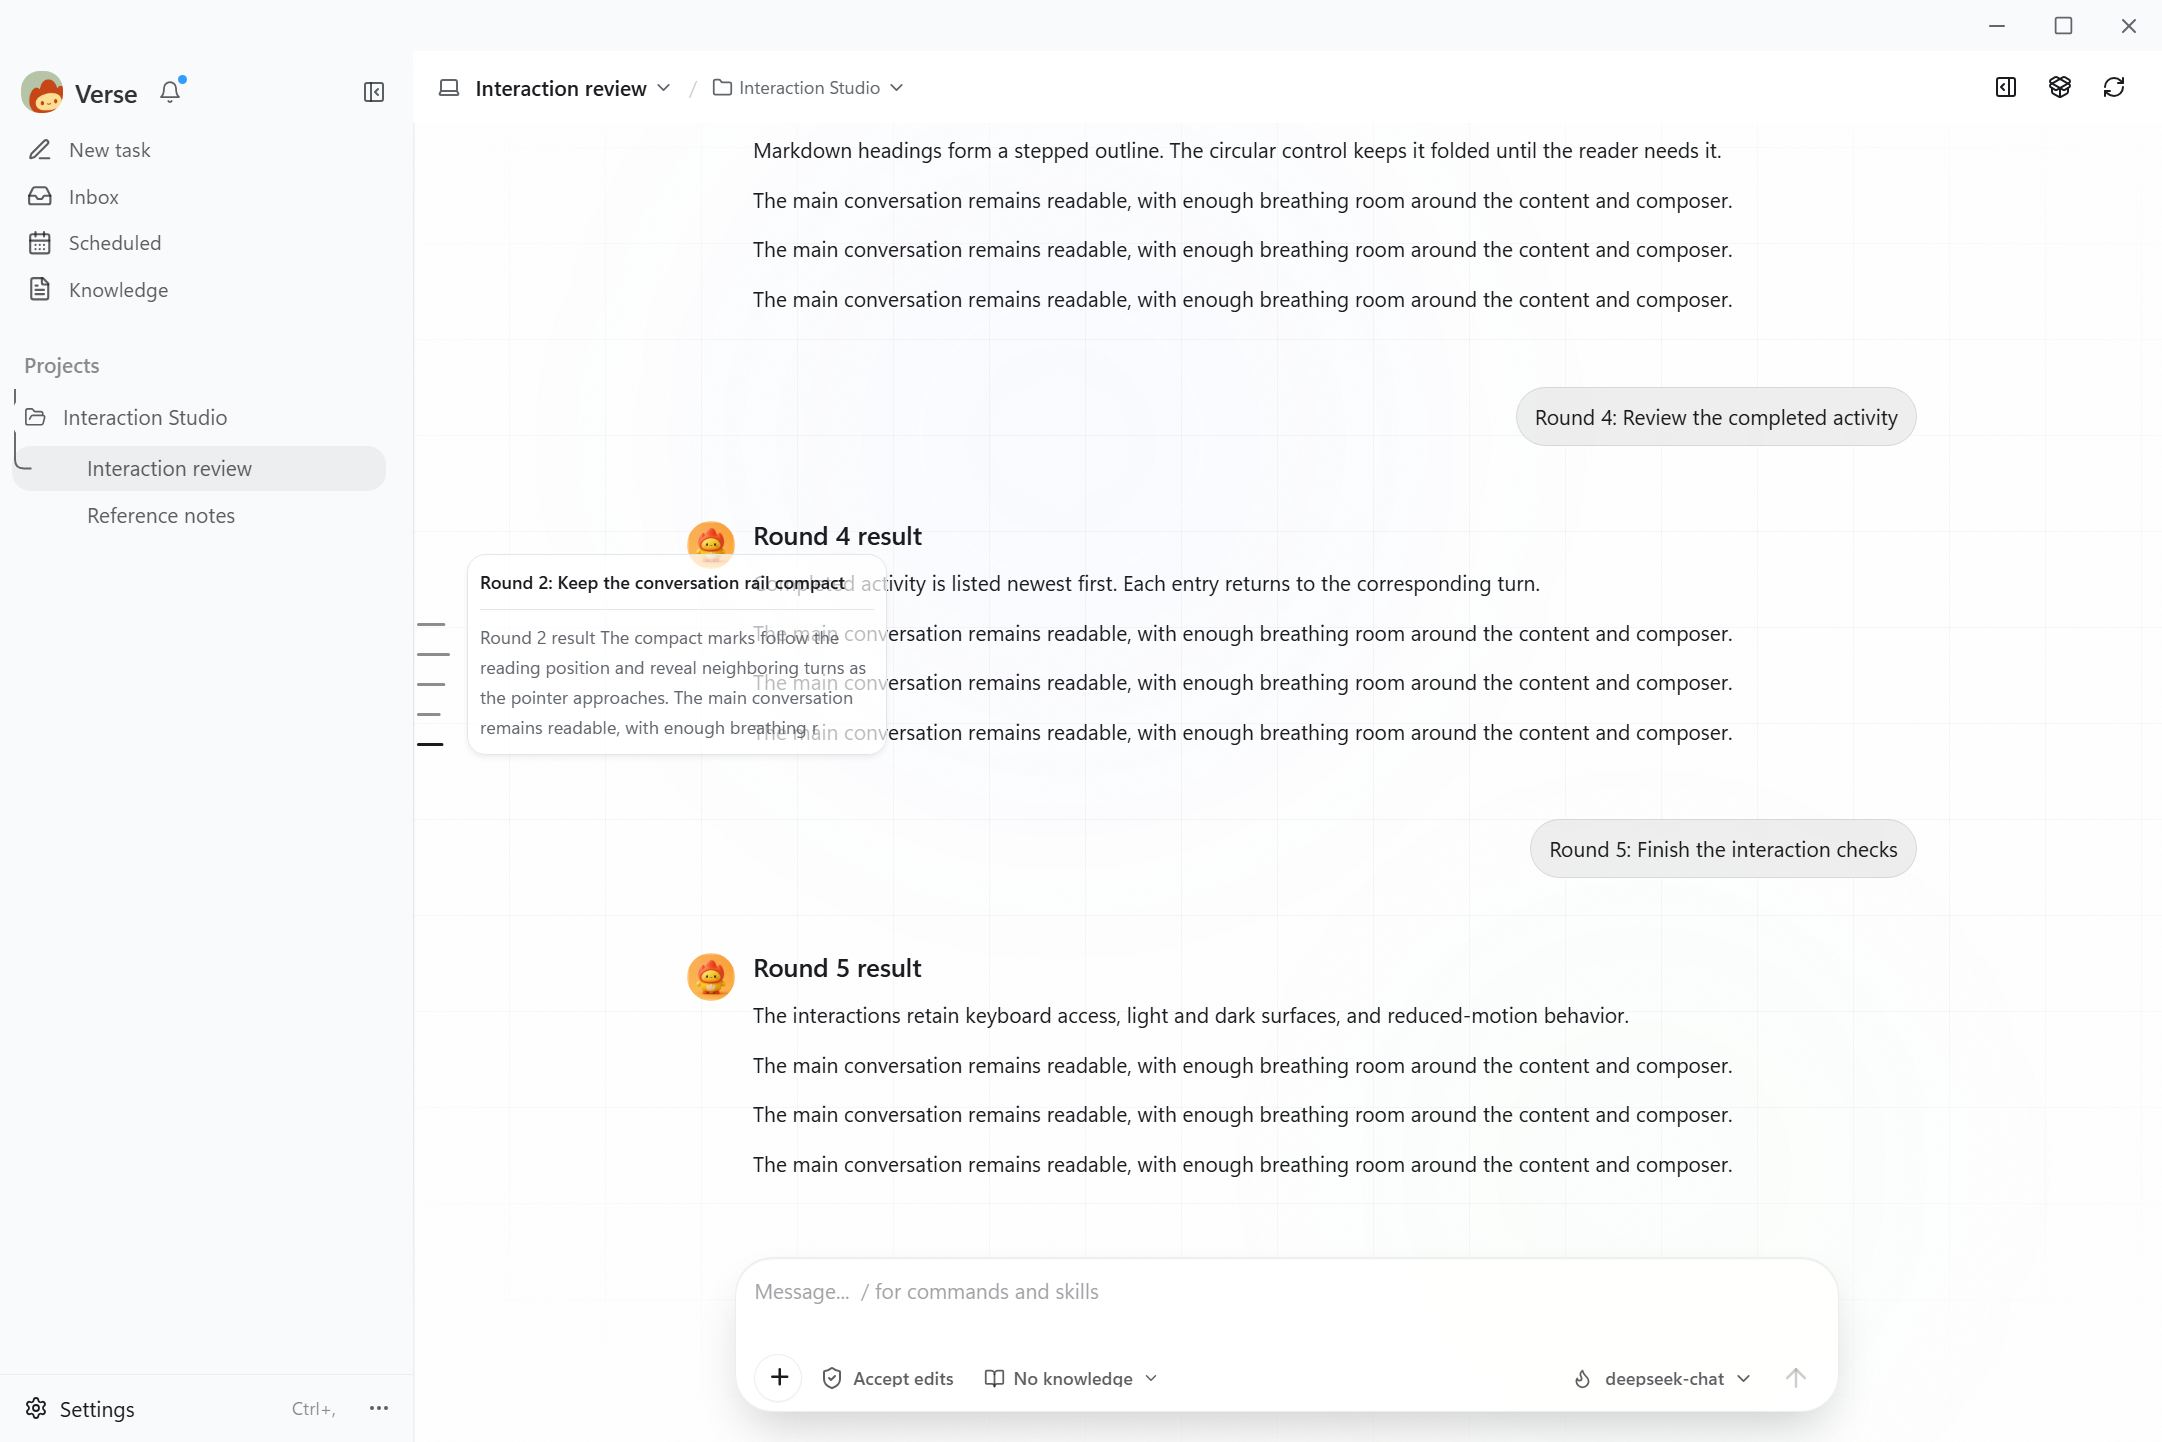 Verse
New task
Inbox
Scheduled
Knowledge
Projects
Interaction Studio
Interaction review
Reference notes
Settings
Ctrl+,
Interaction review / Interaction Studio
Markdown headings form a stepped outline. The circular control keeps it folded until the reader needs it.
The main conversation remains readable, with enough breathing room around the content and composer.
The main conversation remains readable, with enough breathing room around the content and composer.
The main conversation remains readable, with enough breathing room around the content and composer.
Round 4: Review the completed activity
Round 4 result
Completed activity is listed newest first. Each entry returns to the corresponding turn.
The main conversation remains readable, with enough breathing room around the content and composer.
The main conversation remains readable, with enough breathing room around the content and composer.
The main conversation remains readable, with enough breathing room around the content and composer.
Round 2: Keep the conversation rail compact
Round 2 result The compact marks follow the
reading position and reveal neighboring turns as
the pointer approaches. The main conversation
remains readable, with enough breathing r
Round 5: Finish the interaction checks
Round 5 result
The interactions retain keyboard access, light and dark surfaces, and reduced-motion behavior.
The main conversation remains readable, with enough breathing room around the content and composer.
The main conversation remains readable, with enough breathing room around the content and composer.
The main conversation remains readable, with enough breathing room around the content and composer.
Message... / for commands and skills
Accept edits
No knowledge
deepseek-chat